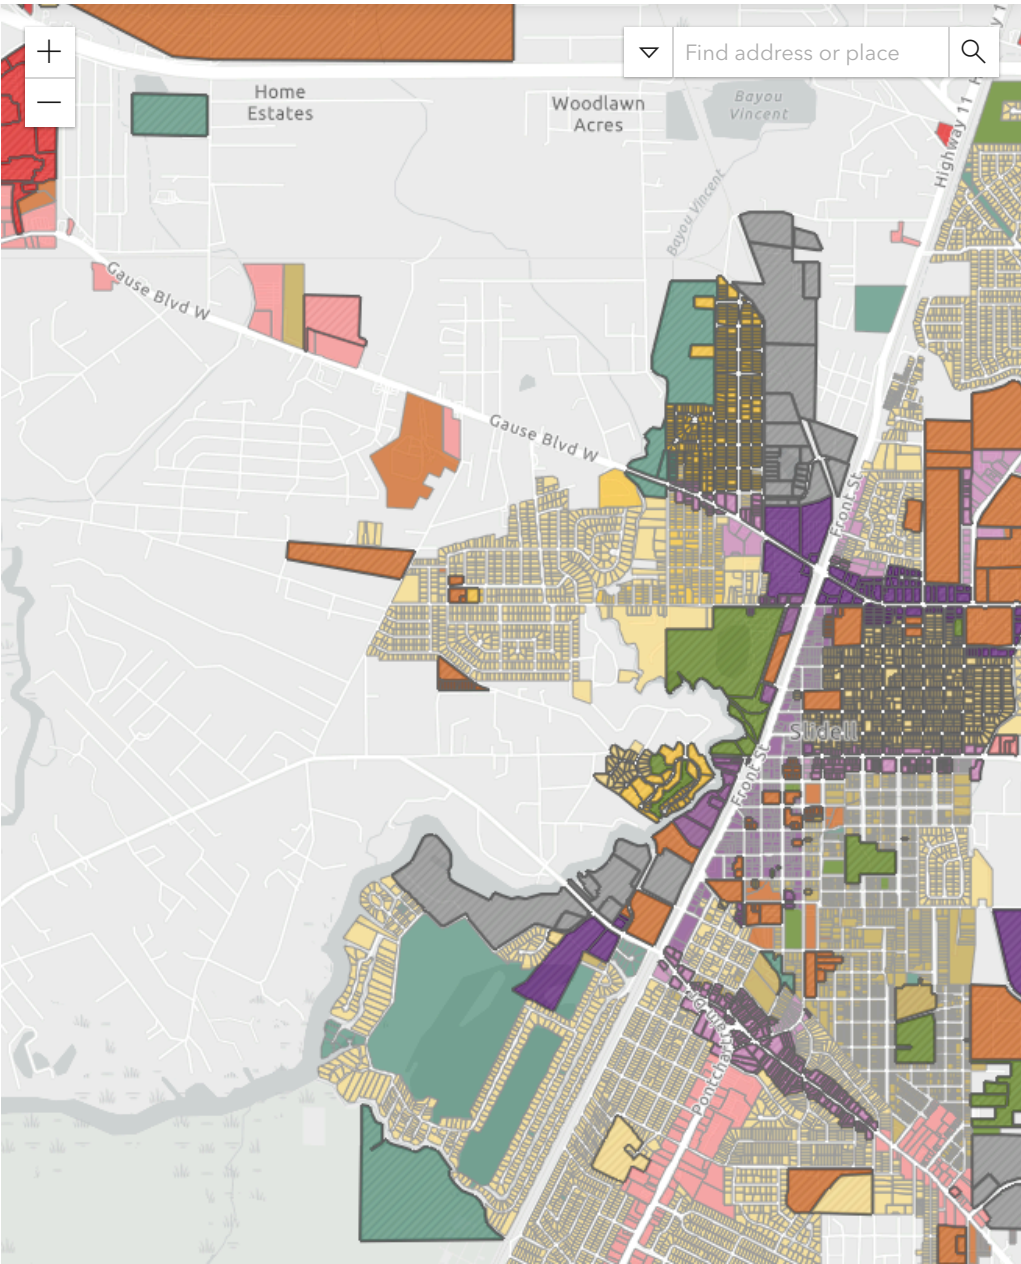 Find address or place
Home
Estates
Woodlawn
Acres
Bayou
Vincent
Highway 11
Bayou Vincent
Gause Blvd W
Gause Blvd W
Front St
Slidell
Front St